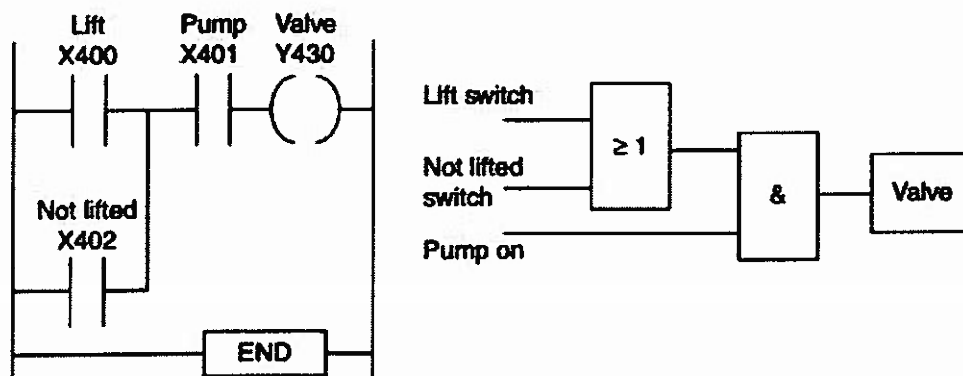 Lift
X400
Pump
X401
Valve
Y430
Not lifted
X402
END
Lift switch
Not lifted
switch
Pump on
≥ 1
&
Valve